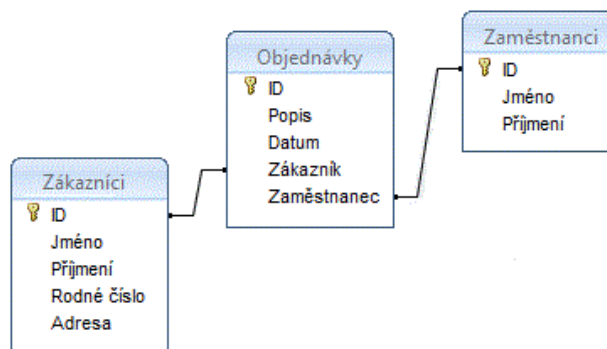 Zákazníci
ID
Jméno
Příjmení
Rodné číslo
Adresa
Objednávky
ID
Popis
Datum
Zákazník
Zaměstnanec
Zaměstnanci
ID
Jméno
Příjmení